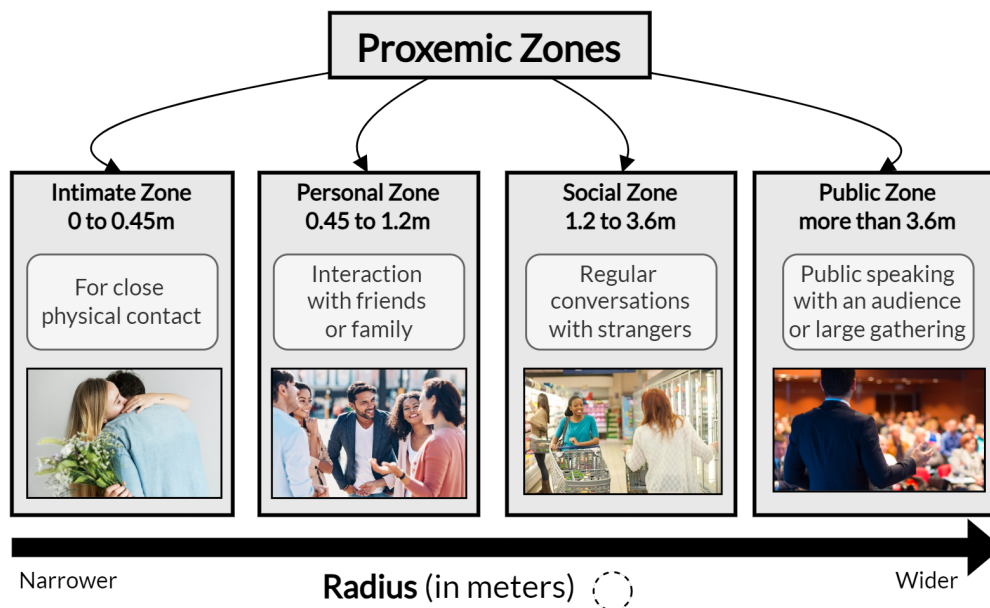 Proxemic Zones
Intimate Zone
0 to 0.45m
For close
physical contact
Personal Zone
0.45 to 1.2m
Interaction
with friends
or family
Social Zone
1.2 to 3.6m
Regular
conversations
with strangers
Public Zone
more than 3.6m
Public speaking
with an audience
or large gathering
Narrower
Radius (in meters)
Wider